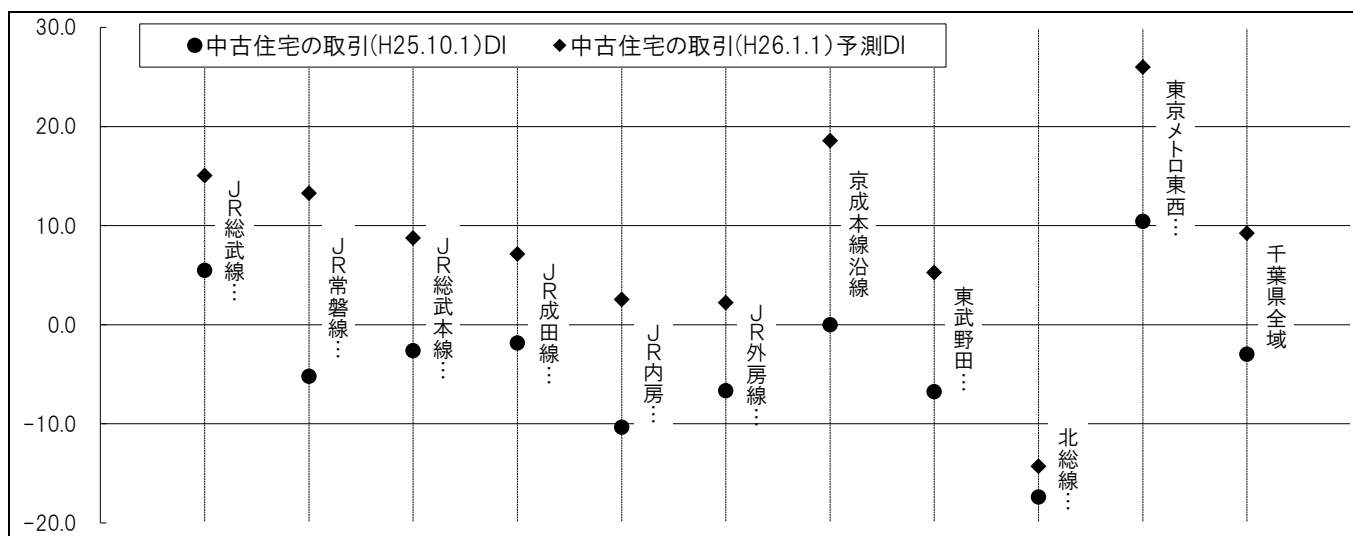 ●中古住宅の取引(H25.10.1)DI ◆中古住宅の取引(H26.1.1)予測DI
30.0
20.0
10.0
0.0
-10.0
-20.0
JR総武線…
JR常磐線…
JR総武本線…
JR成田線…
JR内房…
JR外房線…
京成本線沿線
東武野田…
北総線…
東京メトロ東西…
千葉県全域